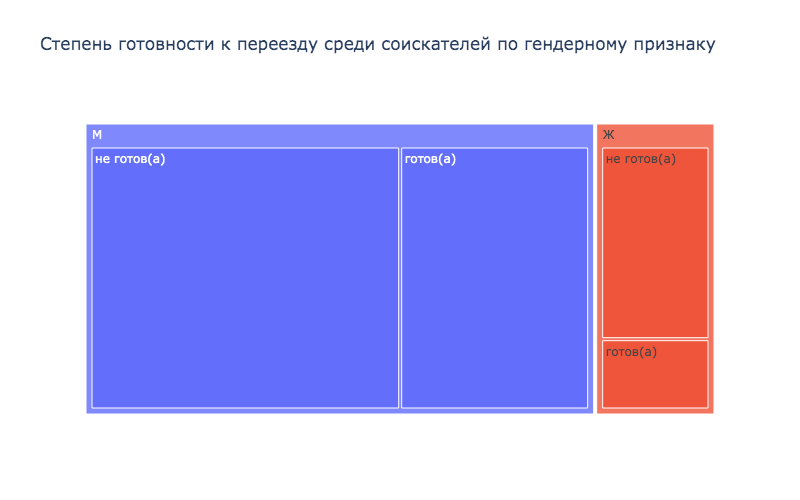 Степень готовности к переезду среди соискателей по гендерному признаку
М
не готов(а)
готов(а)
Ж
не готов(а)
готов(а)